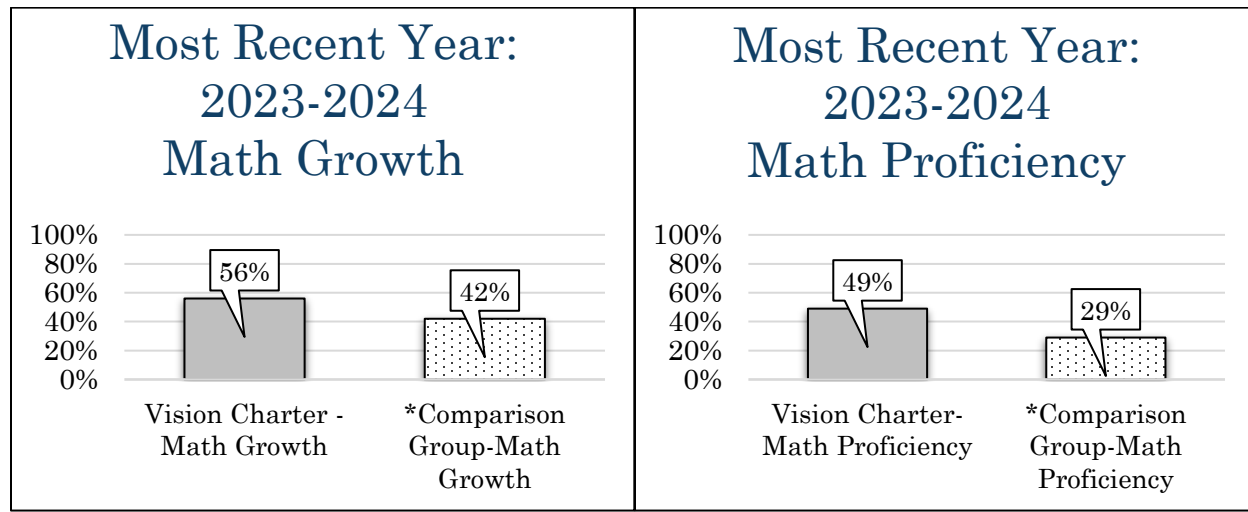 Most Recent Year:
2023-2024
Math Growth
100%
80%
60%
40%
20%
0%
56%
42%
Vision Charter -
Math Growth
*Comparison
Group-Math
Growth
Most Recent Year:
2023-2024
Math Proficiency
100%
80%
60%
40%
20%
0%
49%
29%
Vision Charter-
Math Proficiency
*Comparison
Group-Math
Proficiency